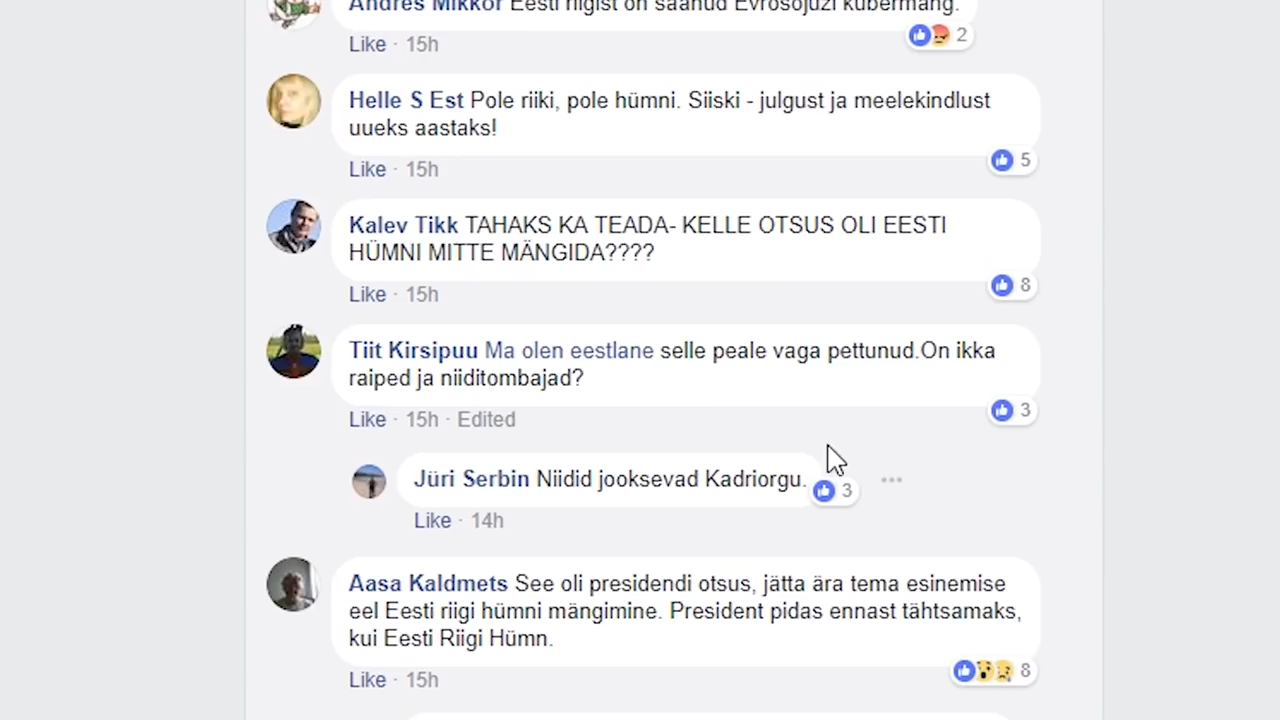 Andres Mikkor Eesti riigist on saanud Evrosojuzi kubermang.
Like · 15h
2
Helle S Est Pole riiki, pole hümni. Siiski - julgust ja meelekindlust
uueks aastaks!
5
Like · 15h
Kalev Tikk TAHAKS KA TEADA- KELLE OTSUS OLI EESTI
HÜMNI MITTE MÄNGIDA????
8
Like · 15h
Tiit Kirsipuu Ma olen eestlane selle peale vaga pettunud.On ikka
raiped ja niiditombajad?
3
Like · 15h · Edited
Jüri Serbin Niidid jooksevad Kadriorgu.
3
Like · 14h
Aasa Kaldmets See oli presidendi otsus, jätta ära tema esinemise
eel Eesti riigi hümni mängimine. President pidas ennast tähtsamaks,
kui Eesti Riigi Hümn.
8
Like · 15h